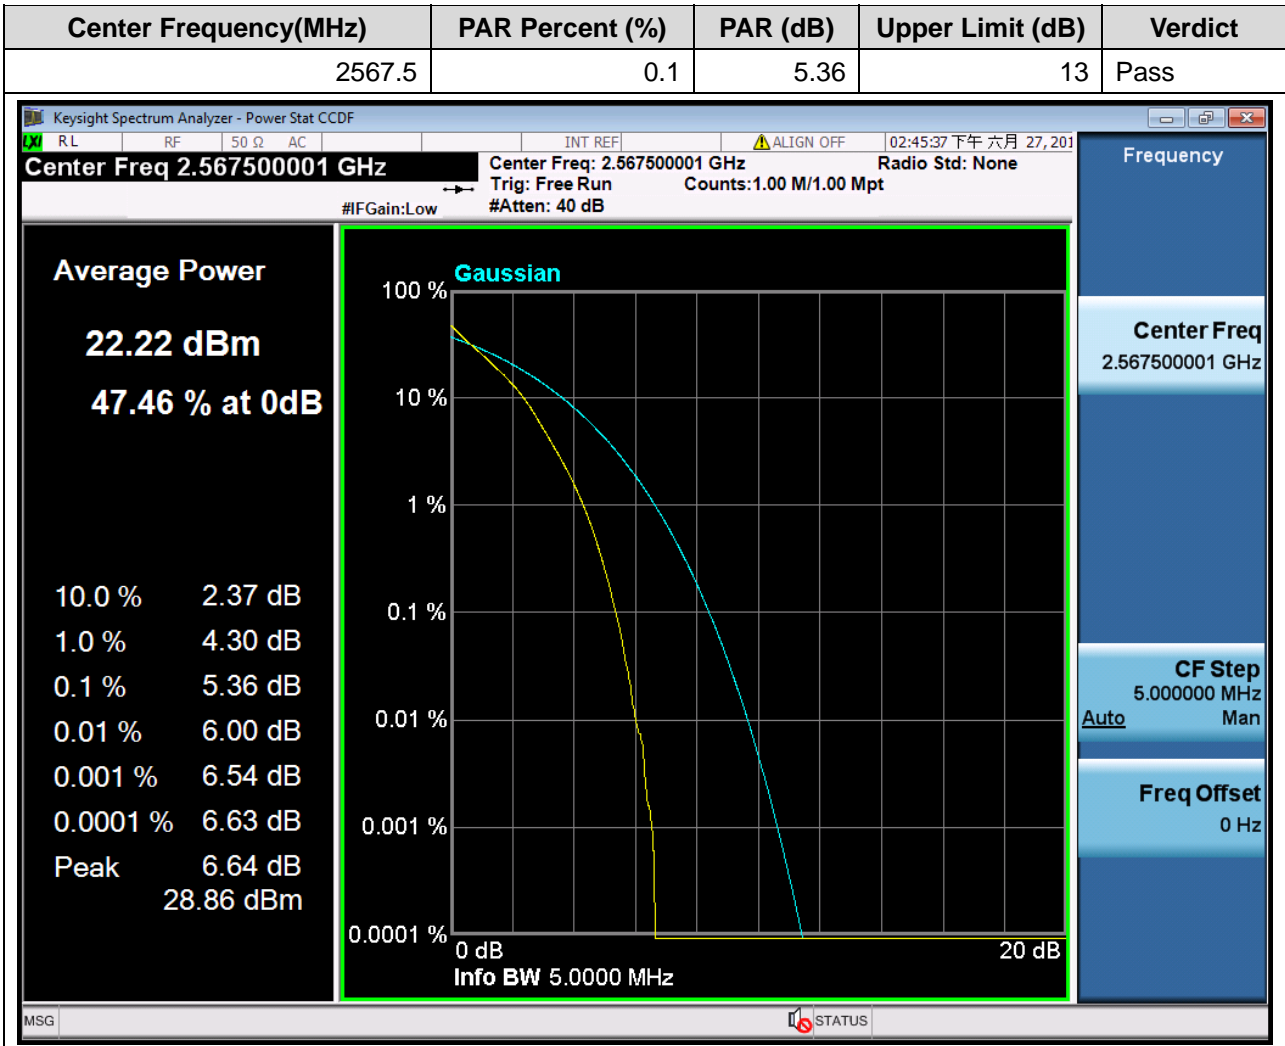 Center Frequency(MHz) PAR Percent (%) PAR (dB) Upper Limit (dB) Verdict
2567.5 0.1 5.36 13 Pass
Keysight Spectrum Analyzer - Power Stat CCDF
LXI RL RF 50 Ω AC INT REF ALIGN OFF 02:45:37 下午 六月 27, 201
Center Freq 2.567500001 GHz
Center Freq: 2.567500001 GHz Radio Std: None
Trig: Free Run Counts:1.00 M/1.00 Mpt
#IFGain:Low #Atten: 40 dB
Average Power
22.22 dBm
47.46 % at 0dB
10.0 % 2.37 dB
1.0 % 4.30 dB
0.1 % 5.36 dB
0.01 % 6.00 dB
0.001 % 6.54 dB
0.0001 % 6.63 dB
Peak 6.64 dB
28.86 dBm
Gaussian
100 %
10 %
1 %
0.1 %
0.01 %
0.001 %
0.0001 %
0 dB 20 dB
Info BW 5.0000 MHz
Frequency
Center Freq
2.567500001 GHz
CF Step
5.000000 MHz
Auto Man
Freq Offset
0 Hz
MSG STATUS